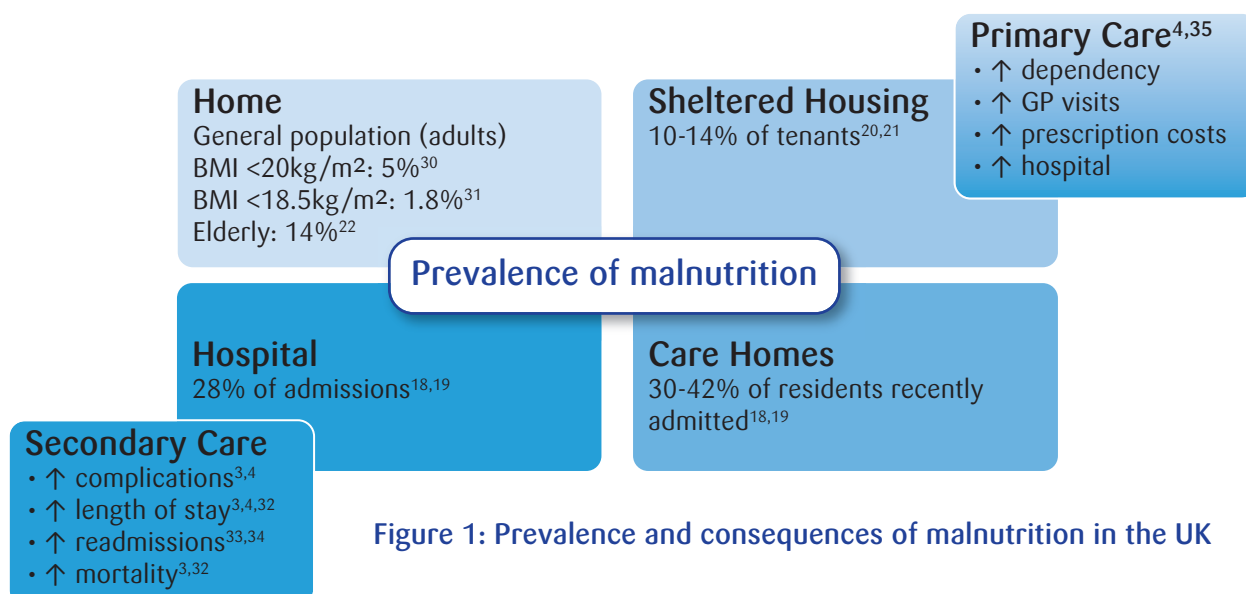 Primary Care4,35
• ↑ dependency
• ↑ GP visits
• ↑ prescription costs
• ↑ hospital
Home
General population (adults)
BMI <20kg/m²: 5%30
BMI <18.5kg/m²: 1.8%31
Elderly: 14%22
Sheltered Housing
10-14% of tenants20,21
Prevalence of malnutrition
Hospital
28% of admissions18,19
Care Homes
30-42% of residents recently
admitted18,19
Secondary Care
• ↑ complications3,4
• ↑ length of stay3,4,32
• ↑ readmissions33,34
• ↑ mortality3,32
Figure 1: Prevalence and consequences of malnutrition in the UK